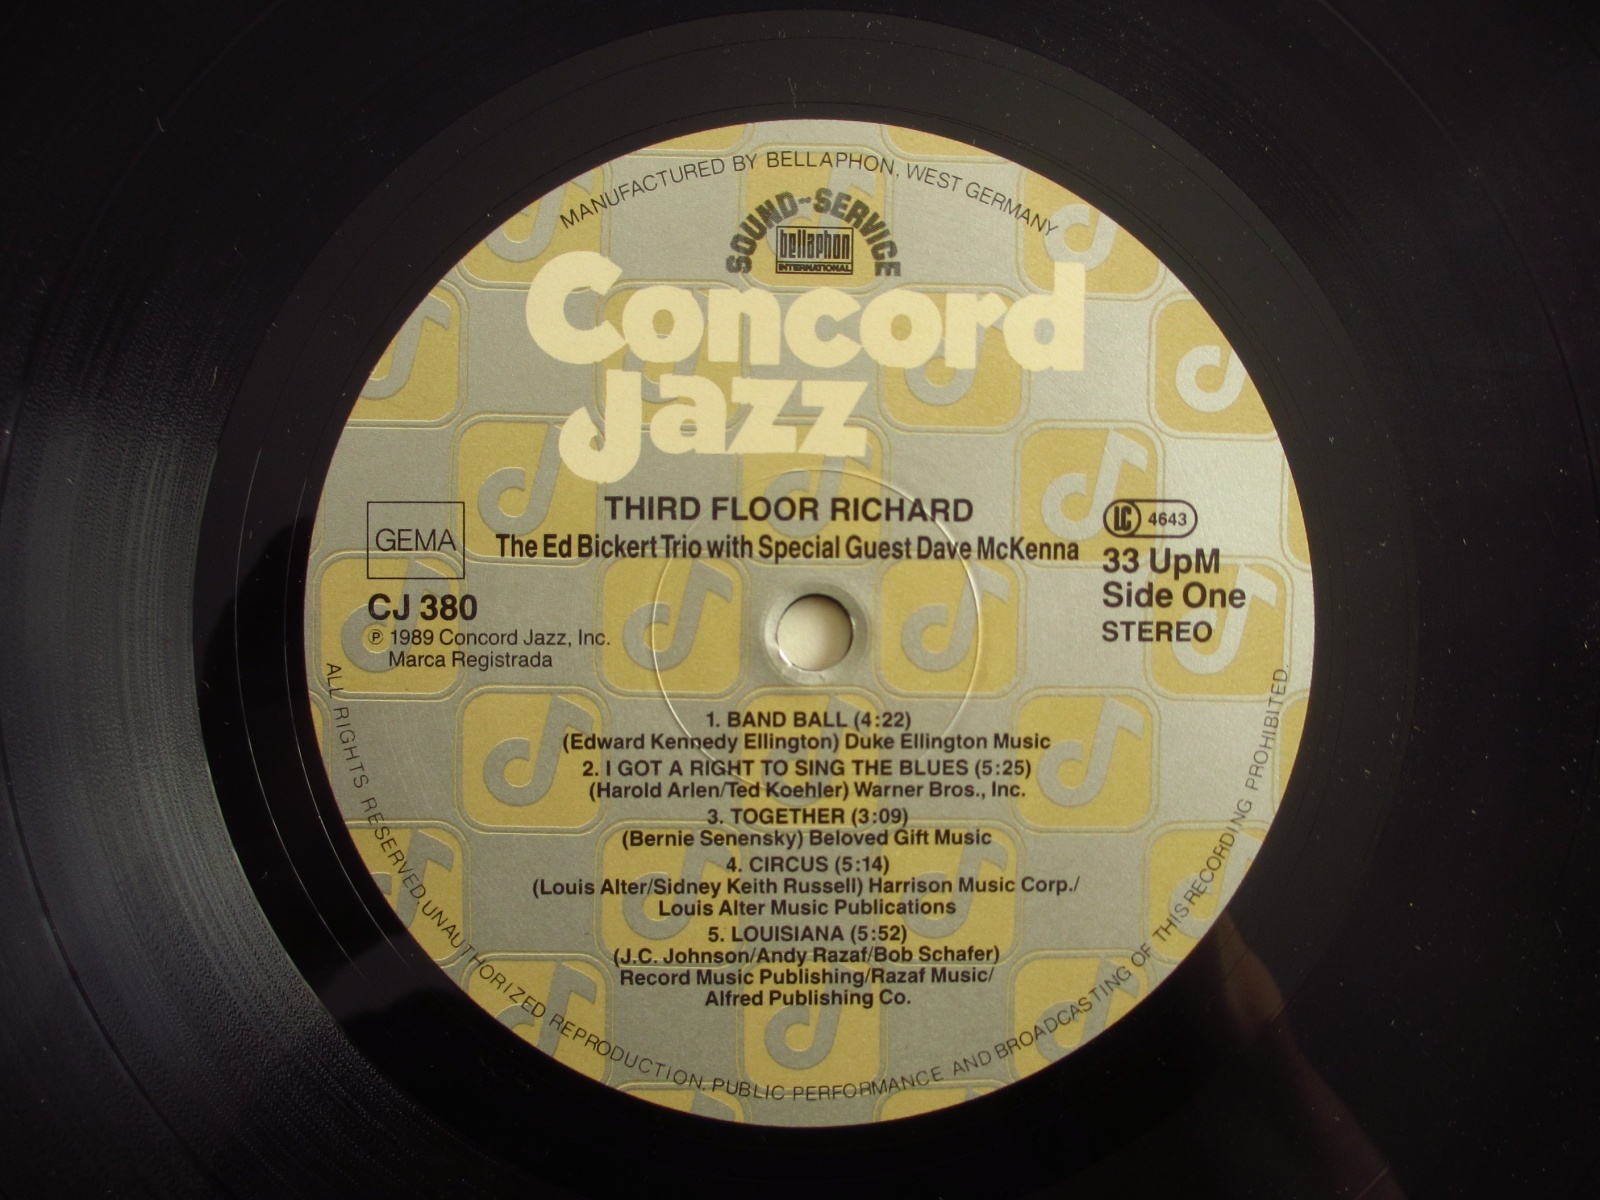 MANUFACTURED BY BELLAPHON, WEST GERMANY
SOUND-SERVICE
bellaphon
INTERNATIONAL
Concord
Jazz
THIRD FLOOR RICHARD
The Ed Bickert Trio with Special Guest Dave McKenna
GEMA
CJ 380
℗ 1989 Concord Jazz, Inc.
Marca Registrada
LC 4643
33 UpM
Side One
STEREO
1. BAND BALL (4:22)
(Edward Kennedy Ellington) Duke Ellington Music
2. I GOT A RIGHT TO SING THE BLUES (5:25)
(Harold Arlen/Ted Koehler) Warner Bros., Inc.
3. TOGETHER (3:09)
(Bernie Senensky) Beloved Gift Music
4. CIRCUS (5:14)
(Louis Alter/Sidney Keith Russell) Harrison Music Corp./
Louis Alter Music Publications
5. LOUISIANA (5:52)
(J.C. Johnson/Andy Razaf/Bob Schafer)
Record Music Publishing/Razaf Music/
Alfred Publishing Co.
ALL RIGHTS RESERVED. UNAUTHORIZED REPRODUCTION. PUBLIC PERFORMANCE AND BROADCASTING OF THIS RECORDING PROHIBITED.